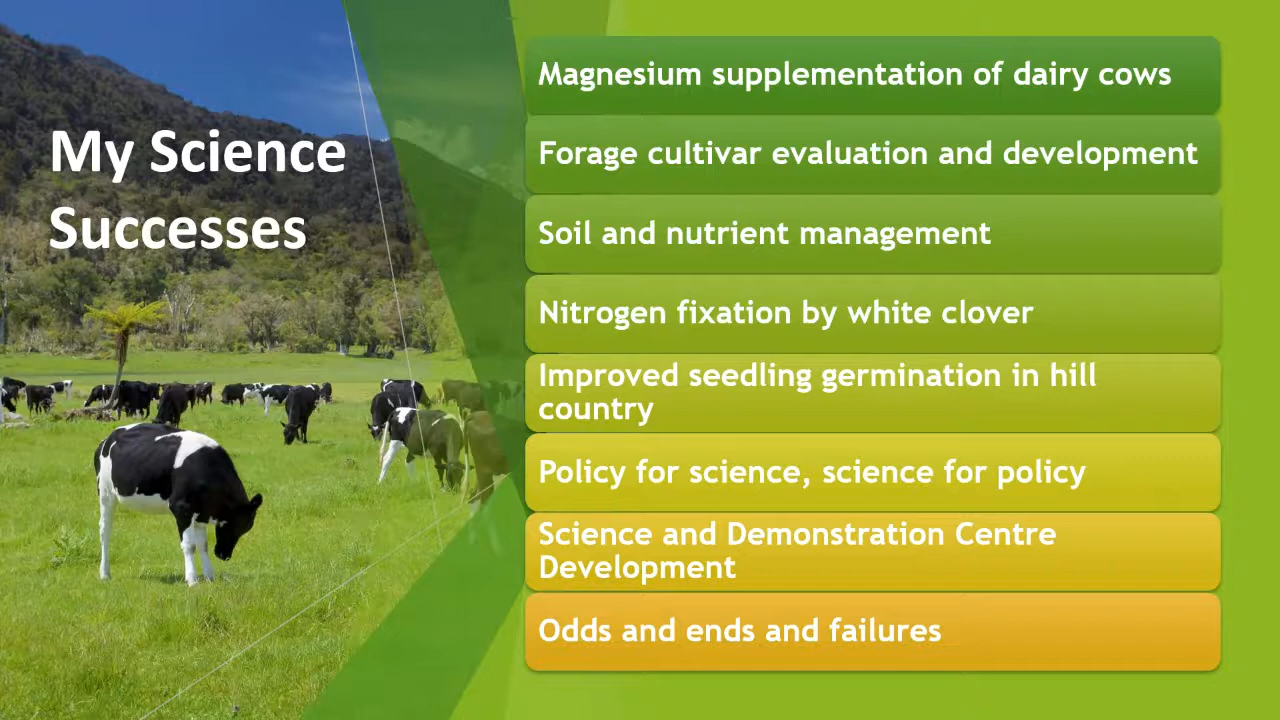 My Science
Successes
Magnesium supplementation of dairy cows
Forage cultivar evaluation and development
Soil and nutrient management
Nitrogen fixation by white clover
Improved seedling germination in hill
country
Policy for science, science for policy
Science and Demonstration Centre
Development
Odds and ends and failures